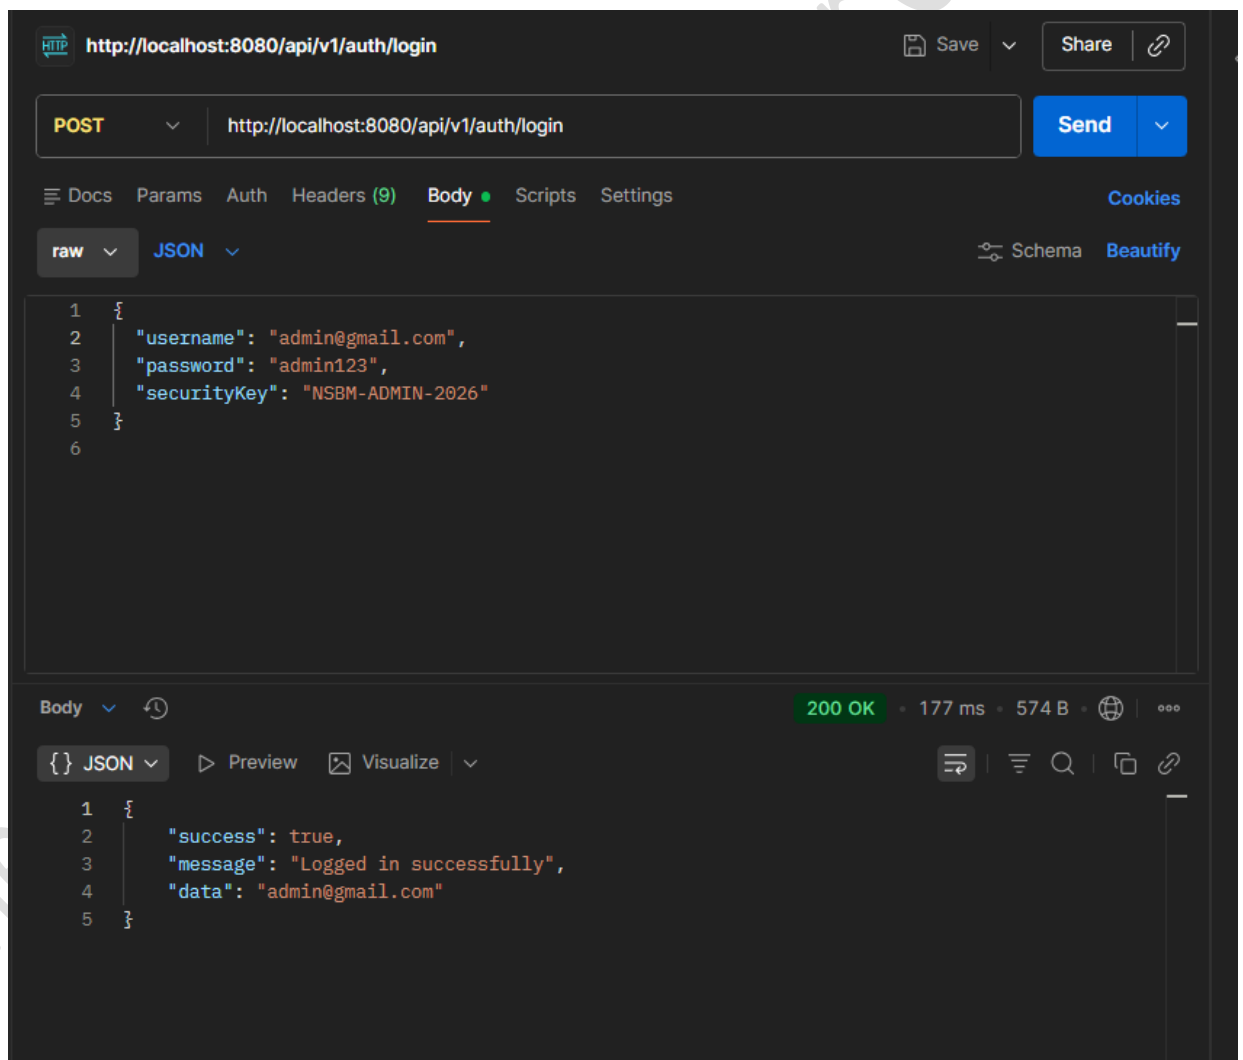 HTTP http://localhost:8080/api/v1/auth/login Save Share
POST http://localhost:8080/api/v1/auth/login Send
Docs Params Auth Headers (9) Body Scripts Settings Cookies
raw JSON Schema Beautify
1 {
2 "username": "admin@gmail.com",
3 "password": "admin123",
4 "securityKey": "NSBM-ADMIN-2026"
5 }
6
Body 200 OK • 177 ms • 574 B •
{} JSON Preview Visualize
1 {
2 "success": true,
3 "message": "Logged in successfully",
4 "data": "admin@gmail.com"
5 }